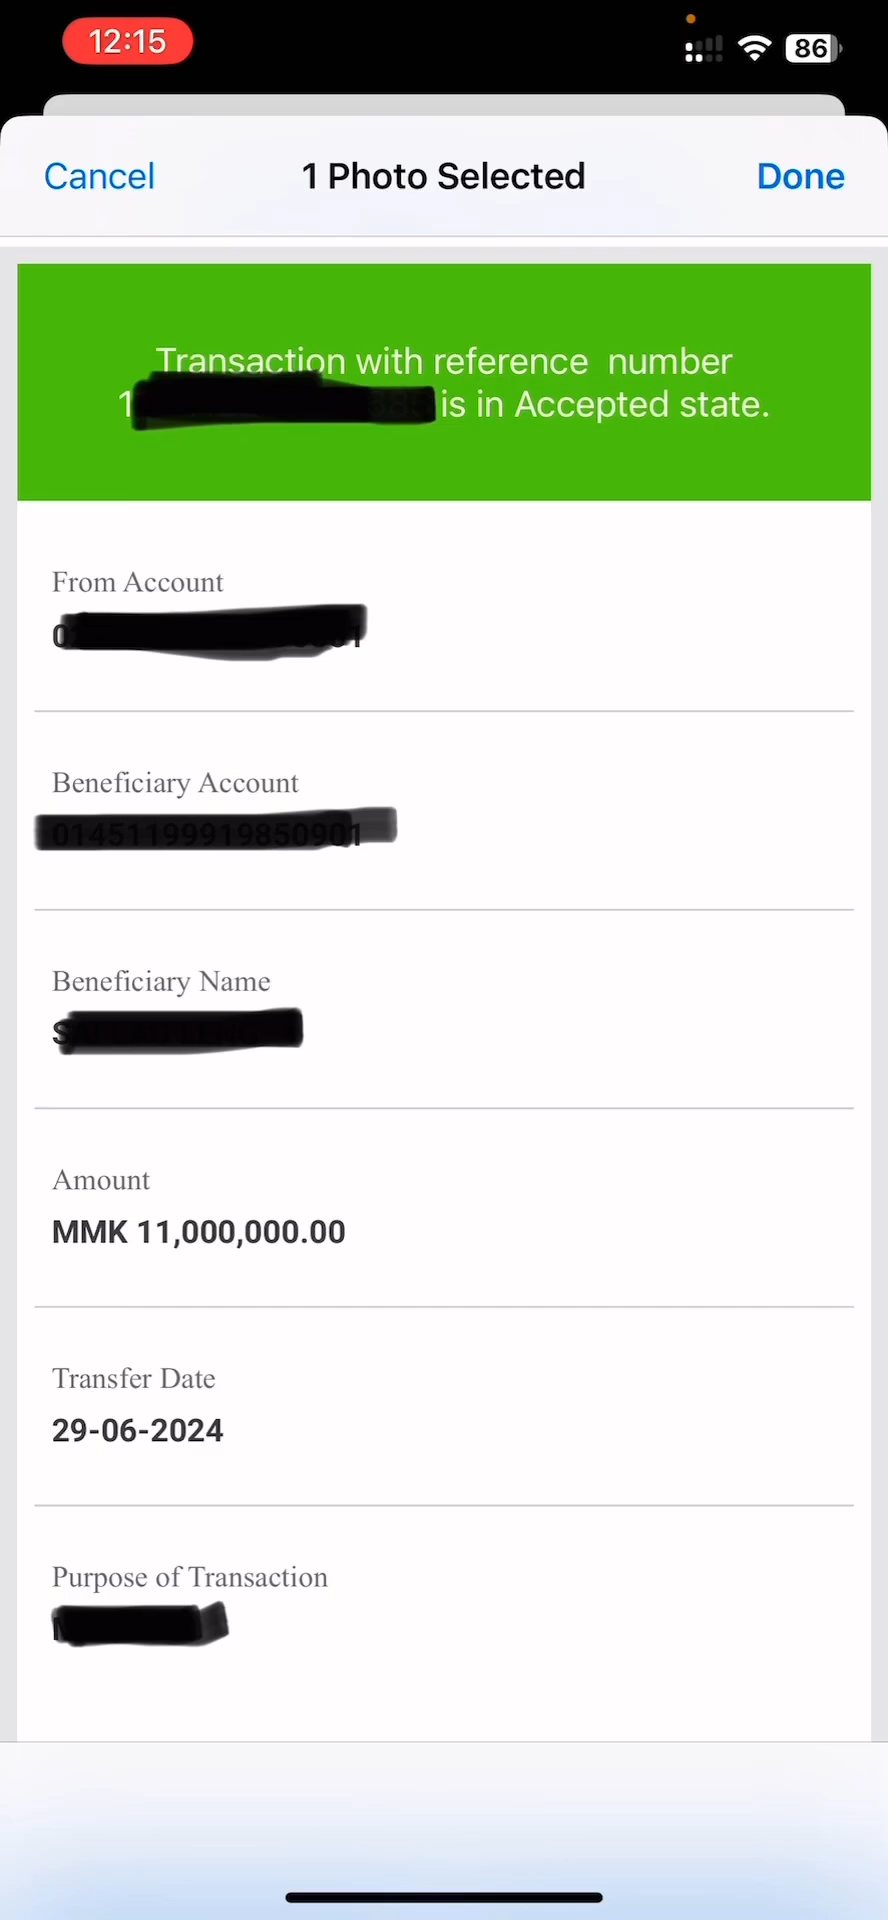 12:15
86
Cancel
1 Photo Selected
Done
Transaction with reference number
is in Accepted state.
From Account
Beneficiary Account
Beneficiary Name
Amount
MMK 11,000,000.00
Transfer Date
29-06-2024
Purpose of Transaction